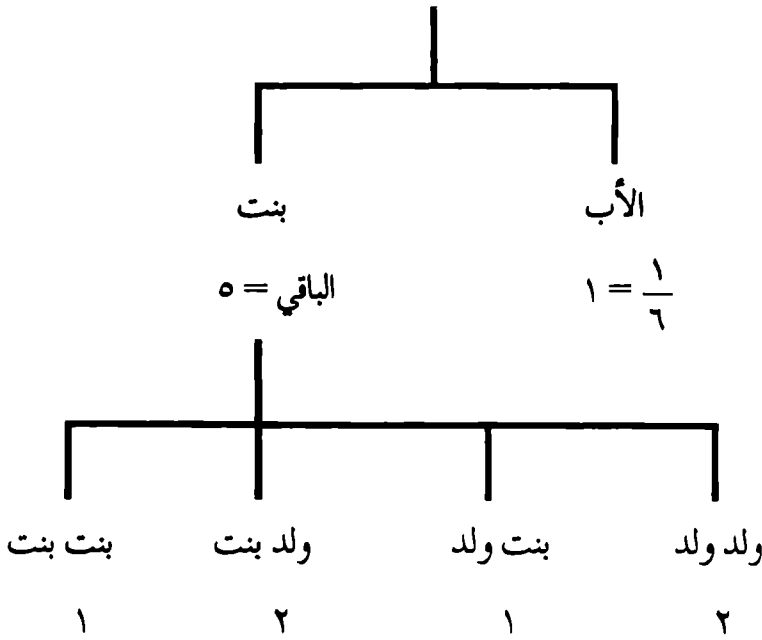 الأب بنت
١/٦ = ١ الباقي = ٥
ولد ولد بنت ولد ولد بنت بنت بنت
٢ ١ ٢ ١